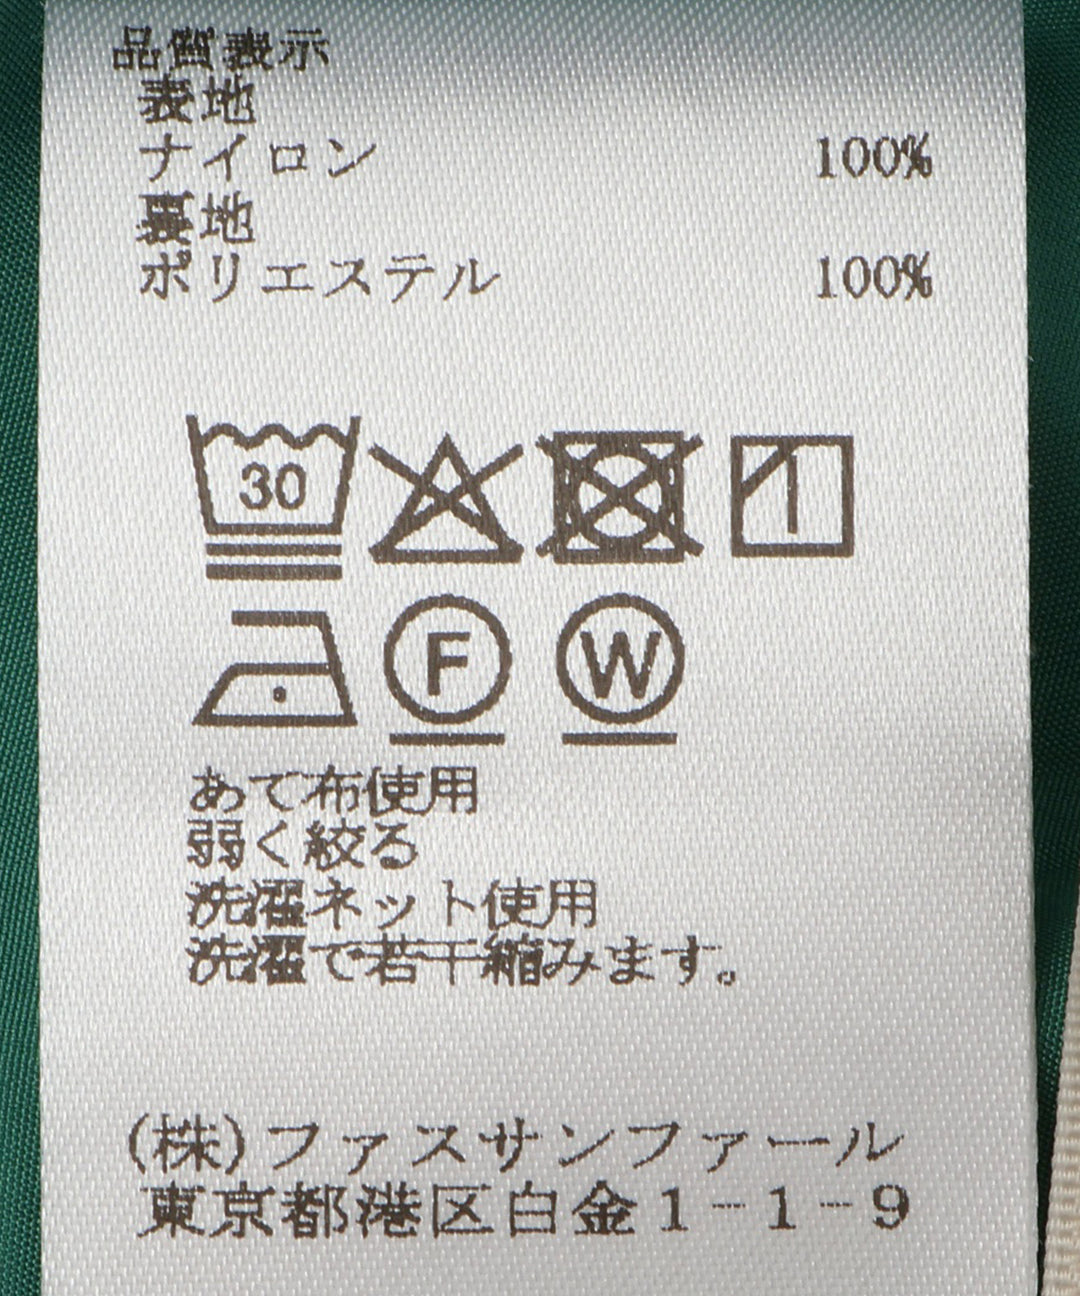 品質表示
表地
ナイロン 100%
裏地
ポリエステル 100%
30
F W
あて布使用
弱く絞る
洗濯ネット使用
洗濯で若干縮みます。
(株)ファスサンファール
東京都港区白金1-1-9